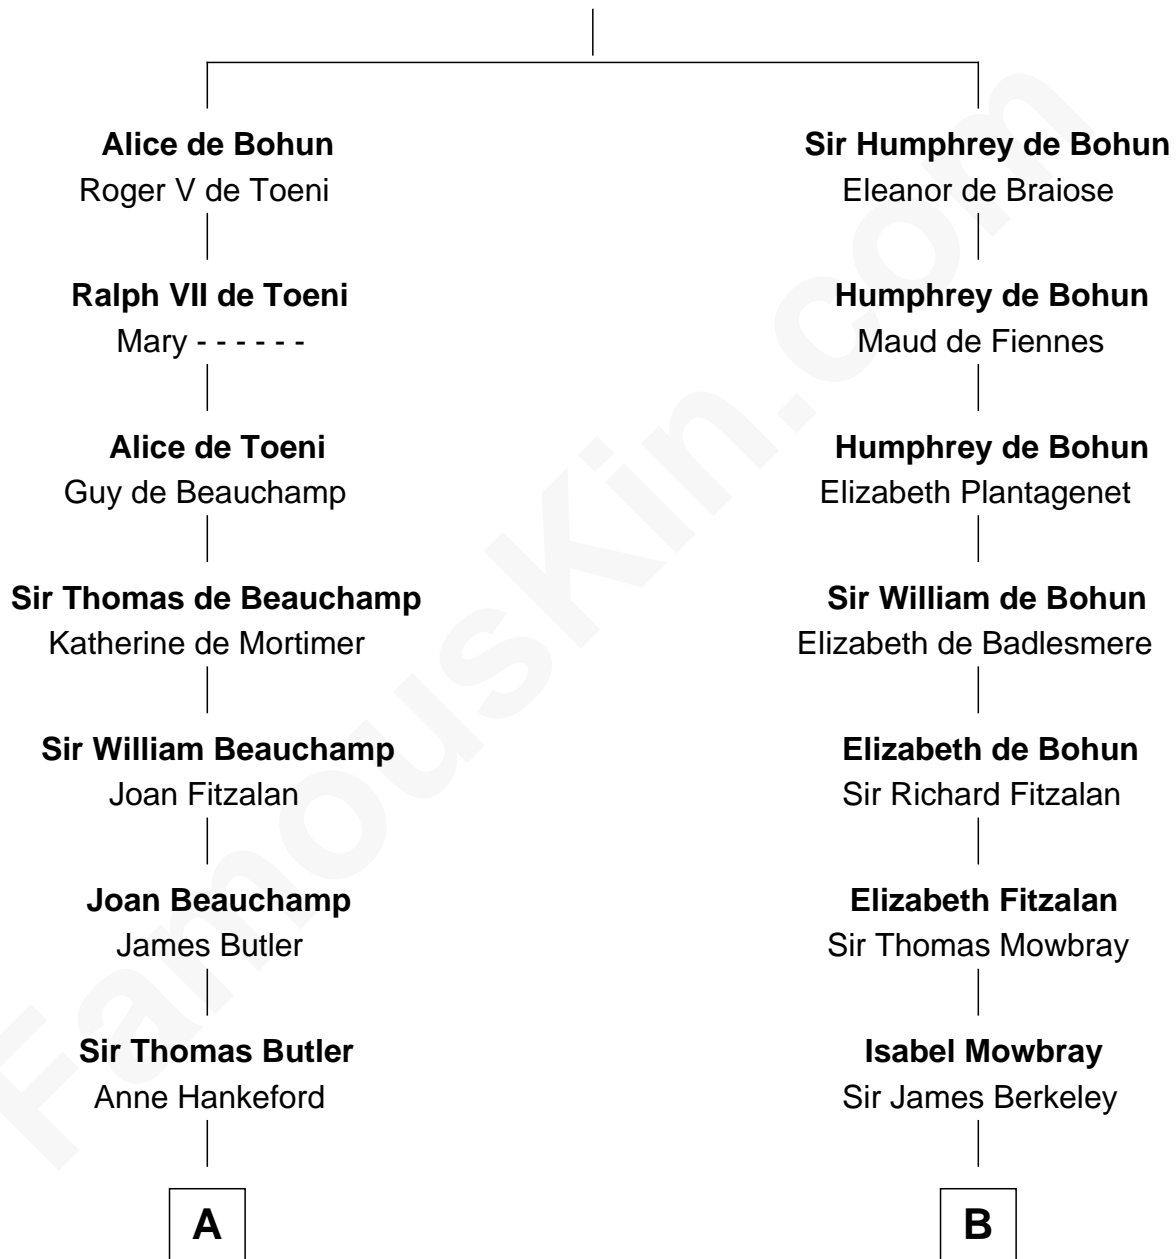 Alice de Bohun
Roger V de Toeni
Ralph VII de Toeni
Mary - - - - - -
Alice de Toeni
Guy de Beauchamp
Sir Thomas de Beauchamp
Katherine de Mortimer
Sir William Beauchamp
Joan Fitzalan
Joan Beauchamp
James Butler
Sir Thomas Butler
Anne Hankeford
A
Sir Humphrey de Bohun
Eleanor de Braiose
Humphrey de Bohun
Maud de Fiennes
Humphrey de Bohun
Elizabeth Plantagenet
Sir William de Bohun
Elizabeth de Badlesmere
Elizabeth de Bohun
Sir Richard Fitzalan
Elizabeth Fitzalan
Sir Thomas Mowbray
Isabel Mowbray
Sir James Berkeley
B
FamousKin.com